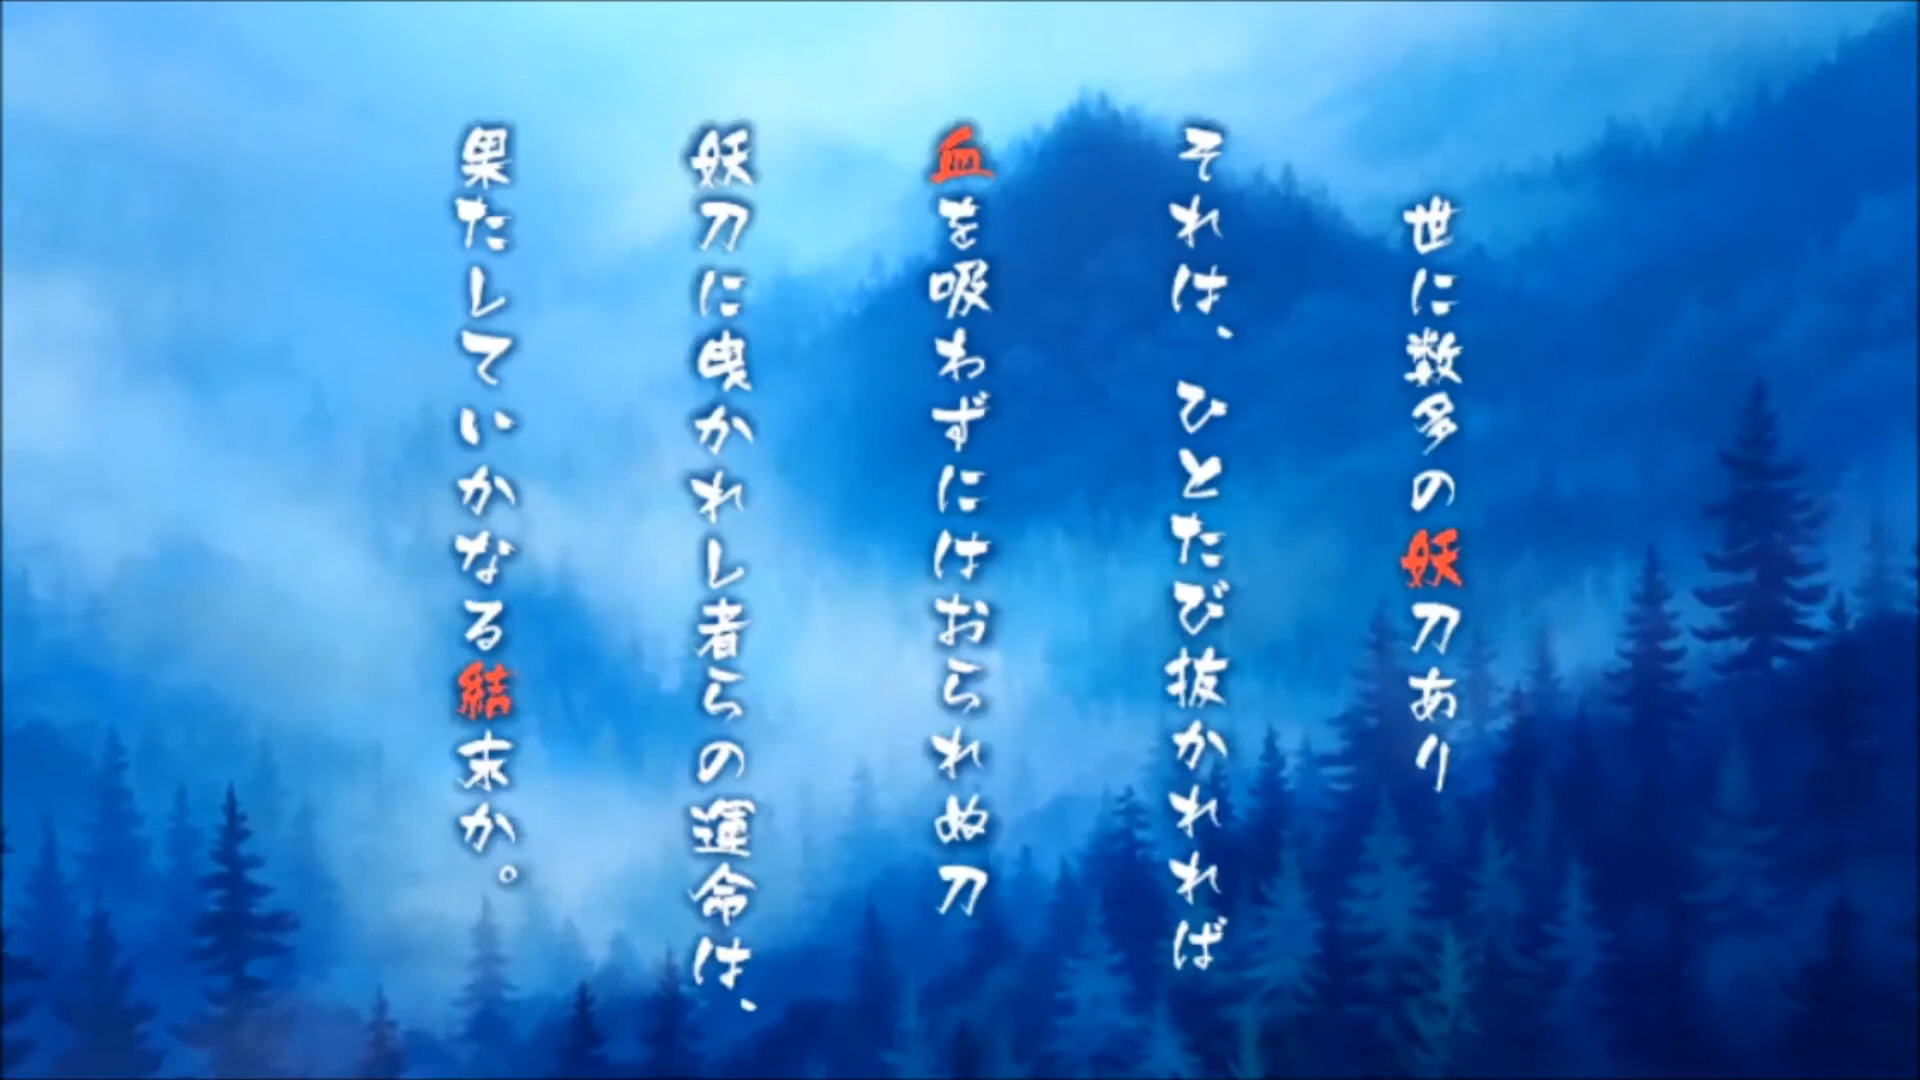 世に数多の妖刀あり
それは、ひとたび抜かれれば
血を吸わずにはおられぬ刀
妖刀に曳かれし者らの運命は、
果たしていかなる結末か。